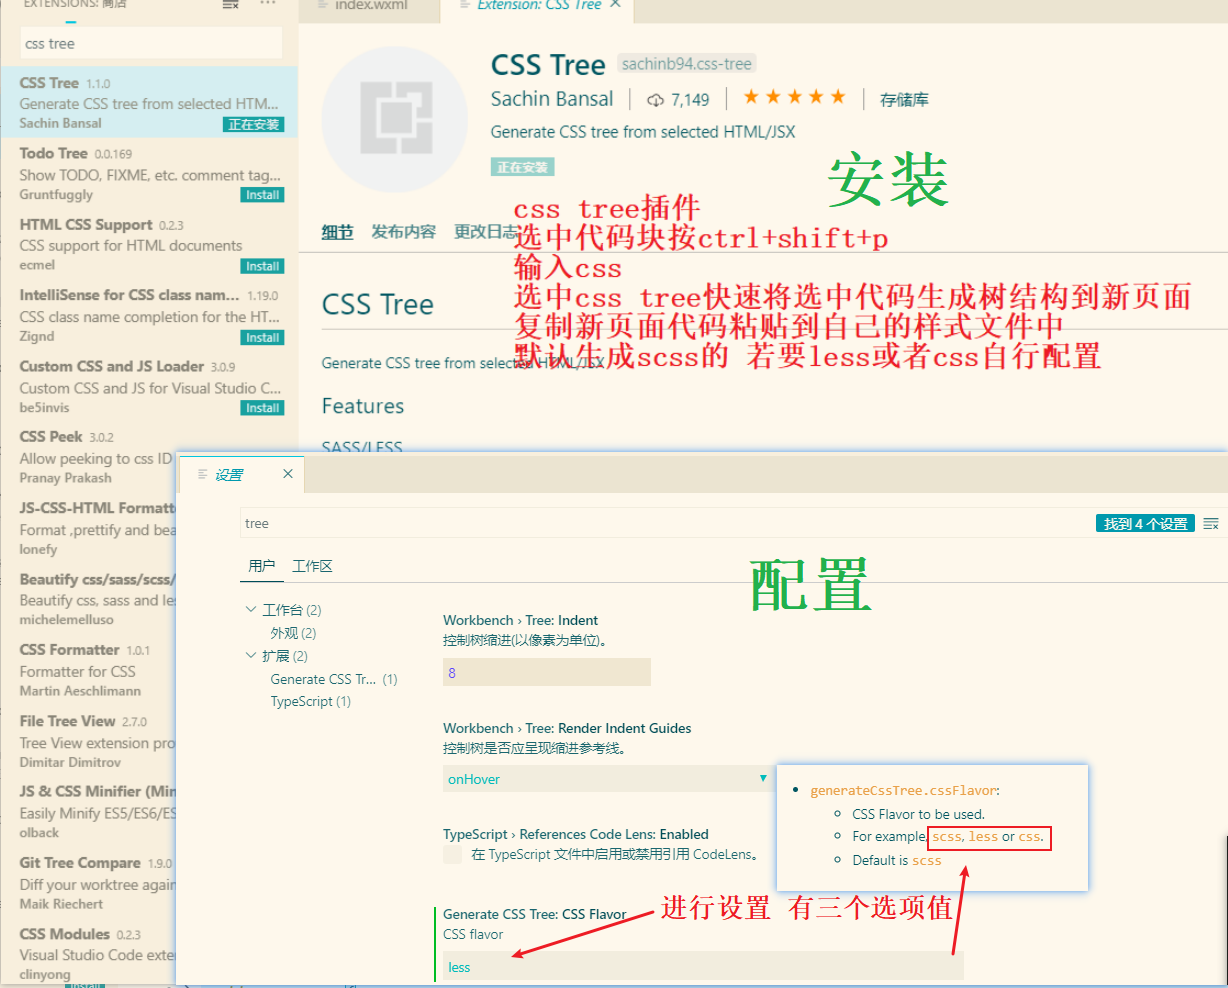 EXTENSIONS: 商店
css tree
CSS Tree 1.1.0
Generate CSS tree from selected HTM...
Sachin Bansal
正在安装
Todo Tree 0.0.169
Show TODO, FIXME, etc. comment tag...
Gruntfuggly
Install
HTML CSS Support 0.2.3
CSS support for HTML documents
ecmel
Install
IntelliSense for CSS class nam... 1.19.0
CSS class name completion for the HT...
Zignd
Install
Custom CSS and JS Loader 3.0.9
Custom CSS and JS for Visual Studio C...
be5invis
Install
CSS Peek 3.0.2
Allow peeking to css ID
Pranay Prakash
JS-CSS-HTML Formatt
Format ,prettify and bea
lonefy
Beautify css/sass/scss/
Beautify css, sass and les
michelemelluso
CSS Formatter 1.0.1
Formatter for CSS
Martin Aeschlimann
File Tree View 2.7.0
Tree View extension pro
Dimitar Dimitrov
JS & CSS Minifier (Min
Easily Minify ES5/ES6/ES
olback
Git Tree Compare 1.9.0
Diff your worktree again
Maik Riechert
CSS Modules 0.2.3
Visual Studio Code exte
clinyong
Install
index.wxml
Extension: CSS Tree
CSS Tree sachinb94.css-tree
Sachin Bansal 7,149 ★★★★★ 存储库
Generate CSS tree from selected HTML/JSX
正在安装
安装
细节 发布内容 更改日志
css tree插件
选中代码块按ctrl+shift+p
输入css
选中css tree快速将选中代码生成树结构到新页面
复制新页面代码粘贴到自己的样式文件中
默认生成scss的 若要less或者css自行配置
CSS Tree
Generate CSS tree from selected HTML/JSX
Features
SASS/LESS
设置
tree
找到 4 个设置
用户 工作区
配置
工作台 (2)
外观 (2)
扩展 (2)
Generate CSS Tr... (1)
TypeScript (1)
Workbench › Tree: Indent
控制树缩进(以像素为单位)。
8
Workbench › Tree: Render Indent Guides
控制树是否应呈现缩进参考线。
onHover
TypeScript › References Code Lens: Enabled
在 TypeScript 文件中启用或禁用引用 CodeLens。
generateCssTree.cssFlavor:
CSS Flavor to be used.
For example, scss, less or css.
Default is scss
Generate CSS Tree: CSS Flavor
CSS flavor
less
进行设置 有三个选项值